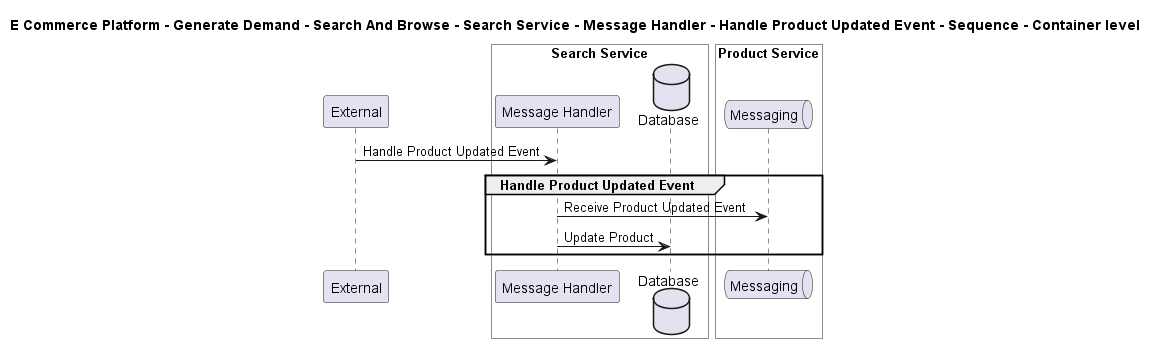 E Commerce Platform - Generate Demand - Search And Browse - Search Service - Message Handler - Handle Product Updated Event - Sequence - Container level
Search Service
Product Service
External
Message Handler
Database
Messaging
Handle Product Updated Event
Handle Product Updated Event
Receive Product Updated Event
Update Product
External
Message Handler
Database
Messaging